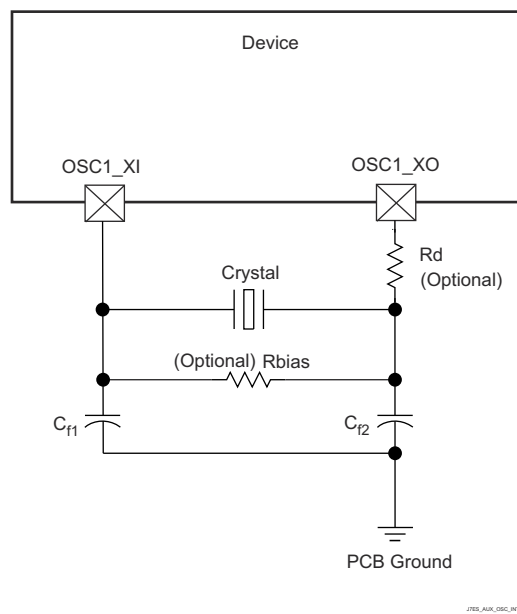 Device
OSC1_XI
OSC1_XO
Rd
(Optional)
Crystal
(Optional) Rbias
Cf1
Cf2
PCB Ground